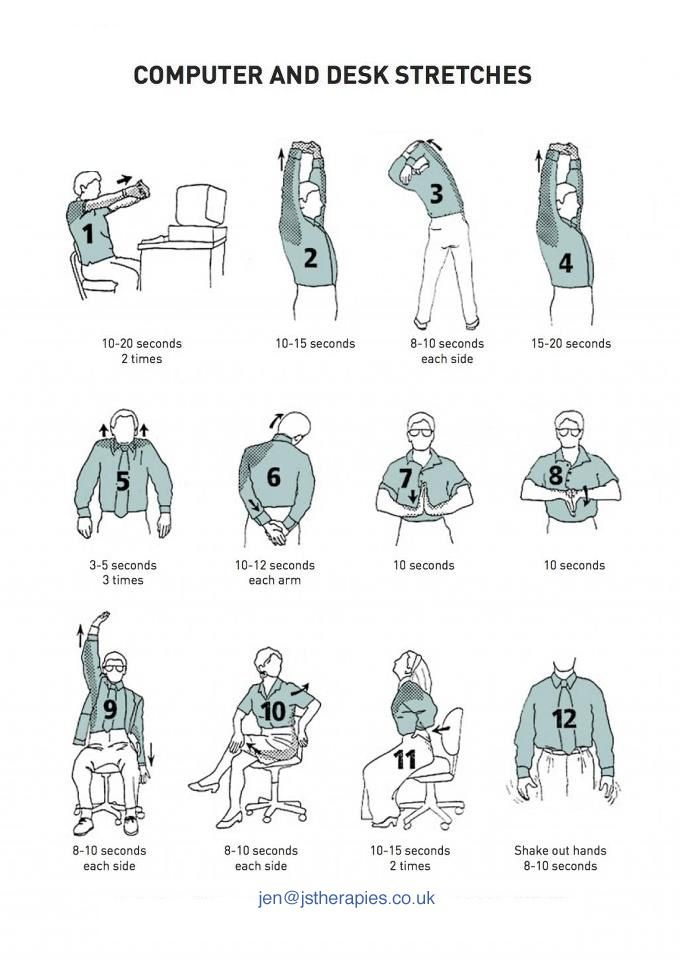 COMPUTER AND DESK STRETCHES
1
2
3
4
10-20 seconds
2 times
10-15 seconds
8-10 seconds
each side
15-20 seconds
5
6
7
8
3-5 seconds
3 times
10-12 seconds
each arm
10 seconds
10 seconds
9
10
11
12
8-10 seconds
each side
8-10 seconds
each side
10-15 seconds
2 times
Shake out hands
8-10 seconds
jen@jstherapies.co.uk